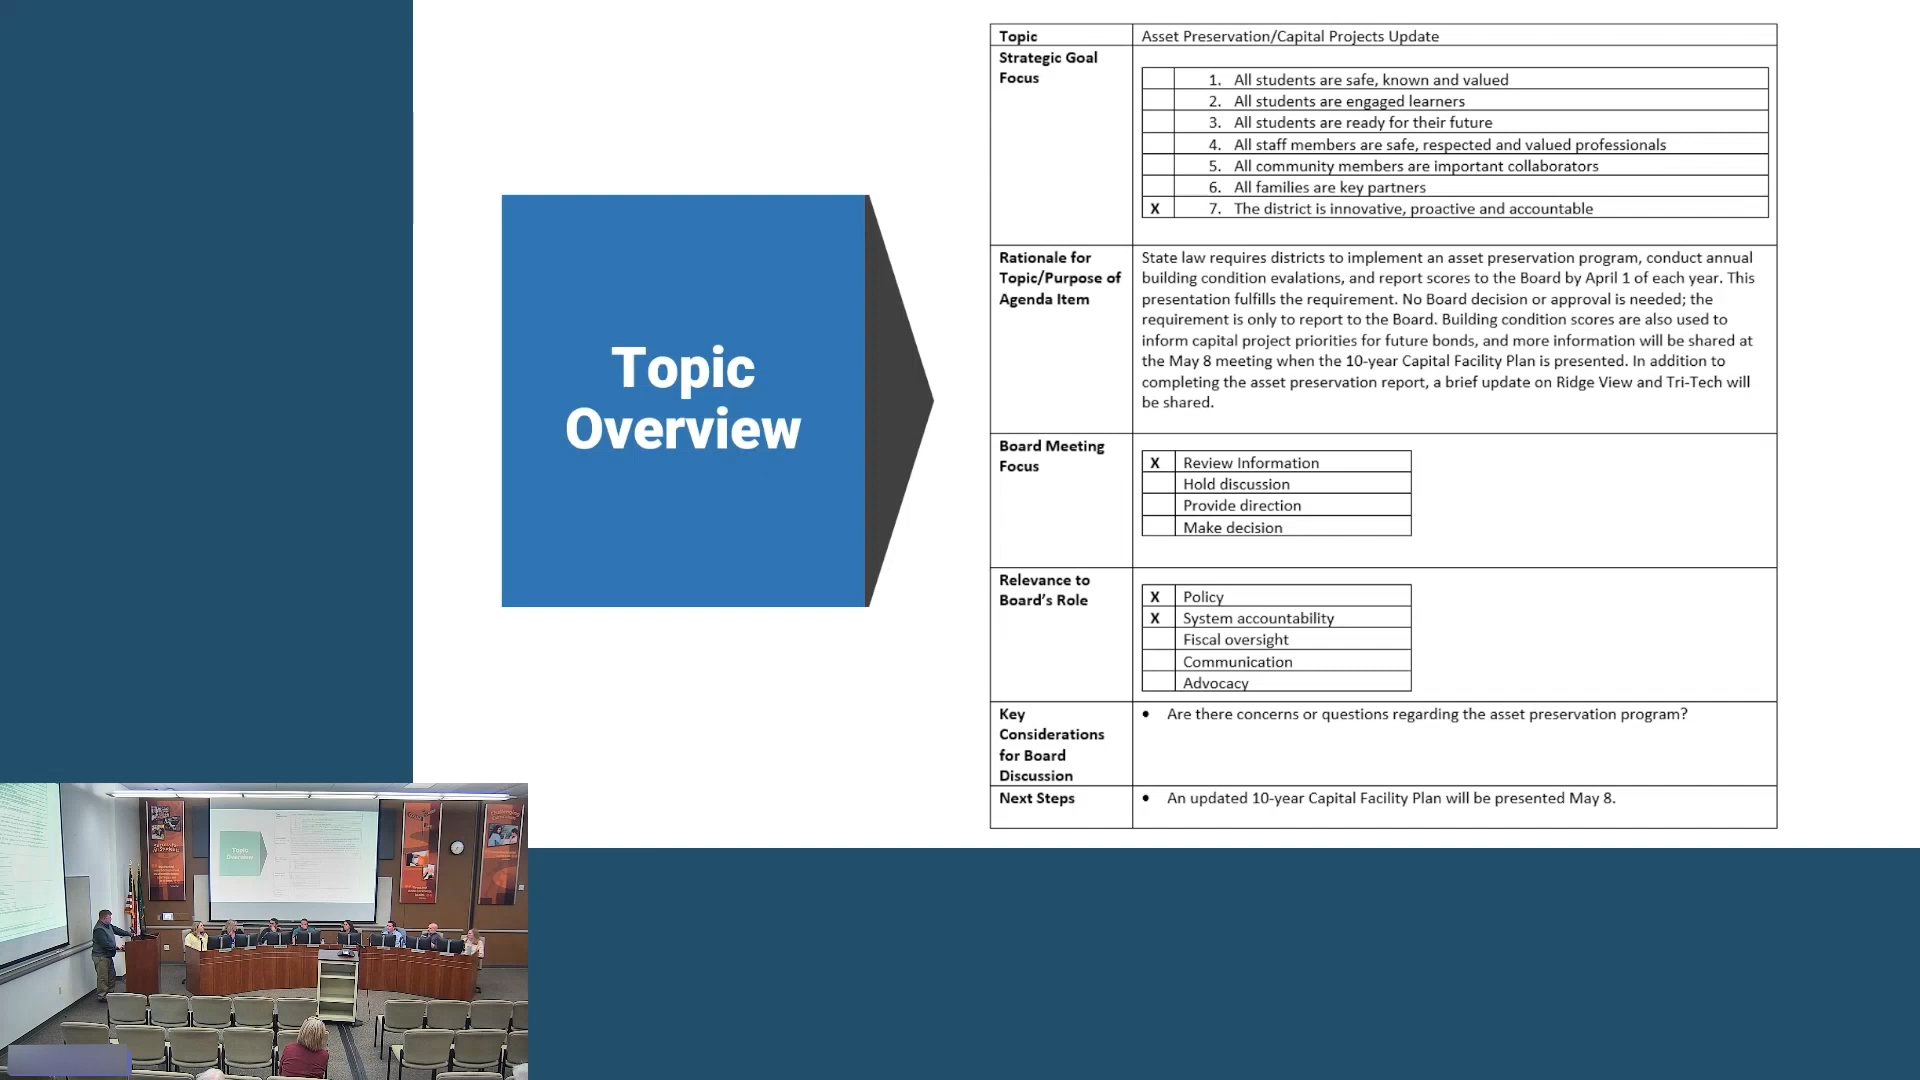 Topic
Overview
Topic
Asset Preservation/Capital Projects Update
Strategic Goal
Focus
1. All students are safe, known and valued
2. All students are engaged learners
3. All students are ready for their future
4. All staff members are safe, respected and valued professionals
5. All community members are important collaborators
6. All families are key partners
X 7. The district is innovative, proactive and accountable
Rationale for
Topic/Purpose of
Agenda Item
State law requires districts to implement an asset preservation program, conduct annual
building condition evalations, and report scores to the Board by April 1 of each year. This
presentation fulfills the requirement. No Board decision or approval is needed; the
requirement is only to report to the Board. Building condition scores are also used to
inform capital project priorities for future bonds, and more information will be shared at
the May 8 meeting when the 10-year Capital Facility Plan is presented. In addition to
completing the asset preservation report, a brief update on Ridge View and Tri-Tech will
be shared.
Board Meeting
Focus
X Review Information
Hold discussion
Provide direction
Make decision
Relevance to
Board's Role
X Policy
X System accountability
Fiscal oversight
Communication
Advocacy
Key
Considerations
for Board
Discussion
• Are there concerns or questions regarding the asset preservation program?
Next Steps
• An updated 10-year Capital Facility Plan will be presented May 8.
Topic
Overview